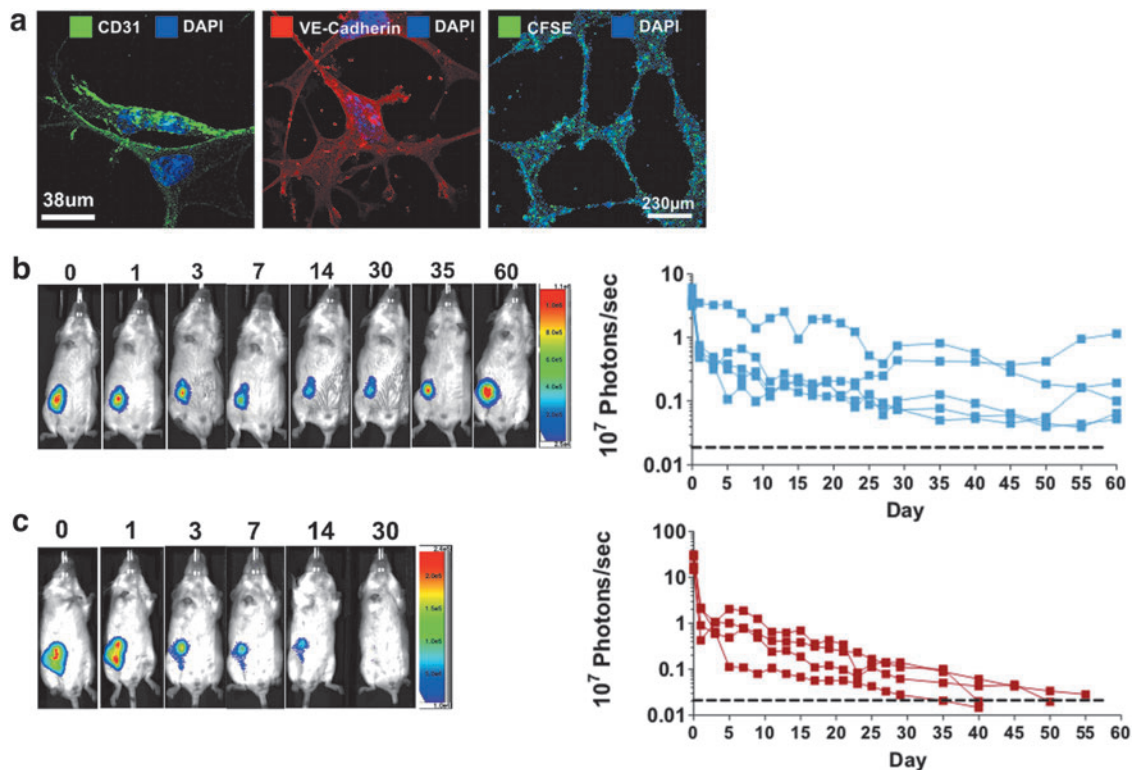 a
CD31 DAPI VE-Cadherin DAPI CFSE DAPI
38um 230µm
b
0 1 3 7 14 30 35 60
10⁷ Photons/sec
10
1
0.1
0.01
0 5 10 15 20 25 30 35 40 45 50 55 60
Day
c
0 1 3 7 14 30
10⁷ Photons/sec
100
10
1
0.1
0.01
0 5 10 15 20 25 30 35 40 45 50 55 60
Day